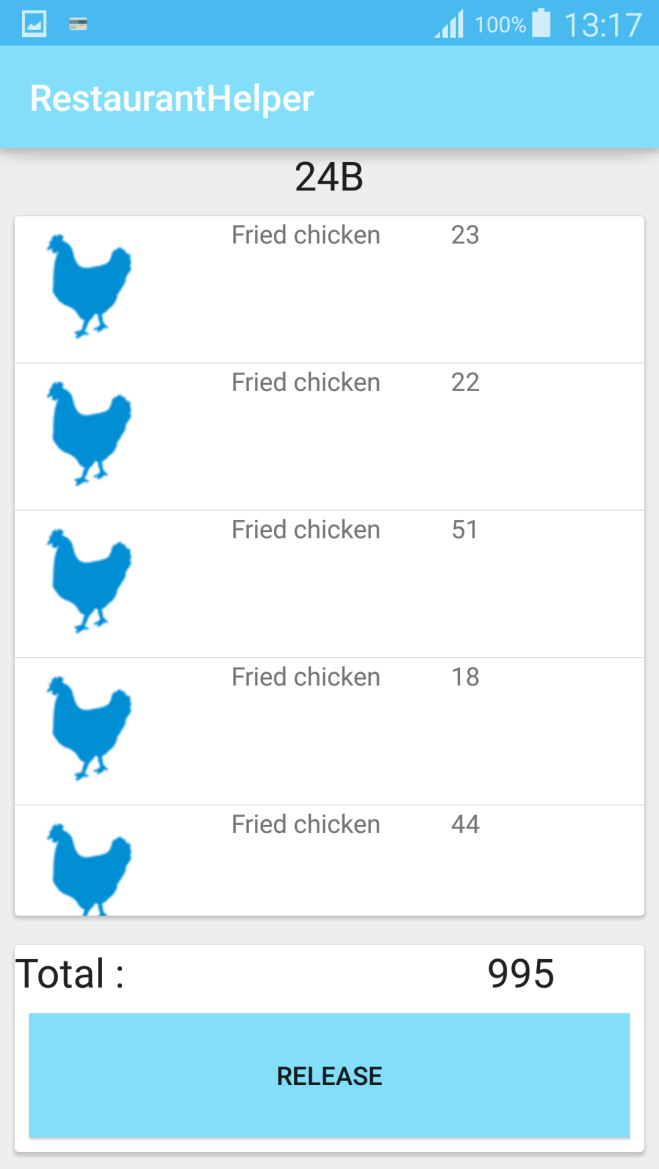 100% 13:17
RestaurantHelper
24B
Fried chicken 23
Fried chicken 22
Fried chicken 51
Fried chicken 18
Fried chicken 44
Total : 995
RELEASE